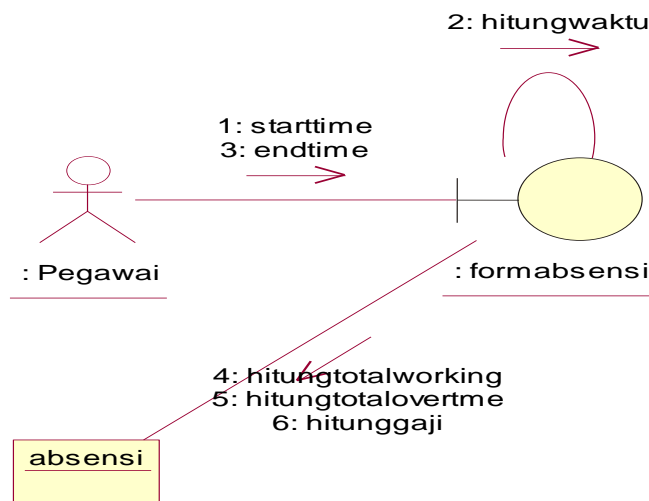 2: hitungwaktu
1: starttime
3: endtime
: Pegawai
: formabsensi
4: hitungtotalworking
5: hitungtotalovertme
6: hitunggaji
absensi